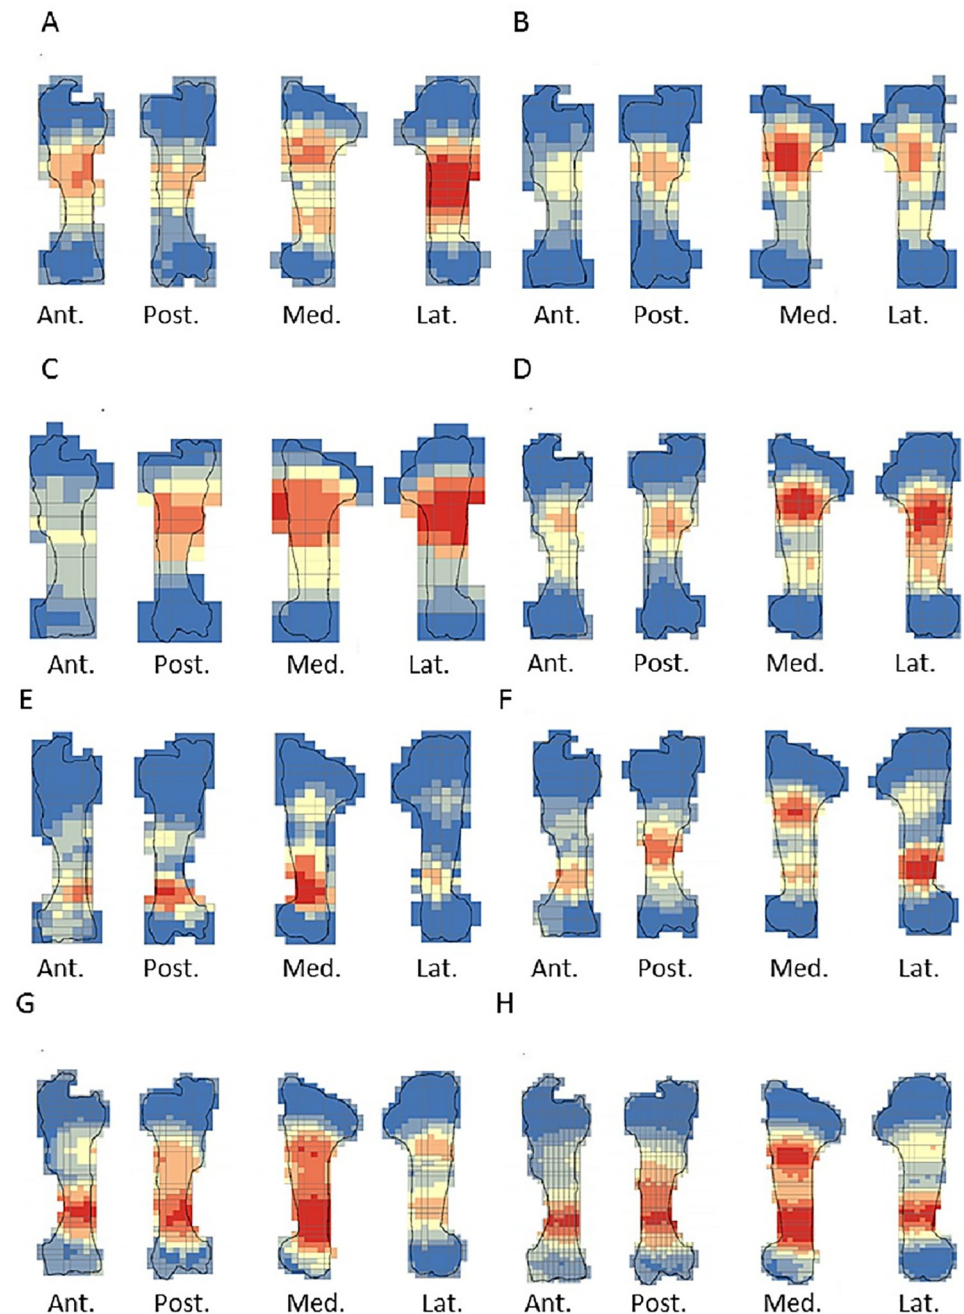 A B
Ant. Post. Med. Lat. Ant. Post. Med. Lat.
C D
Ant. Post. Med. Lat. Ant. Post. Med. Lat.
E F
Ant. Post. Med. Lat. Ant. Post. Med. Lat.
G H
Ant. Post. Med. Lat. Ant. Post. Med. Lat.